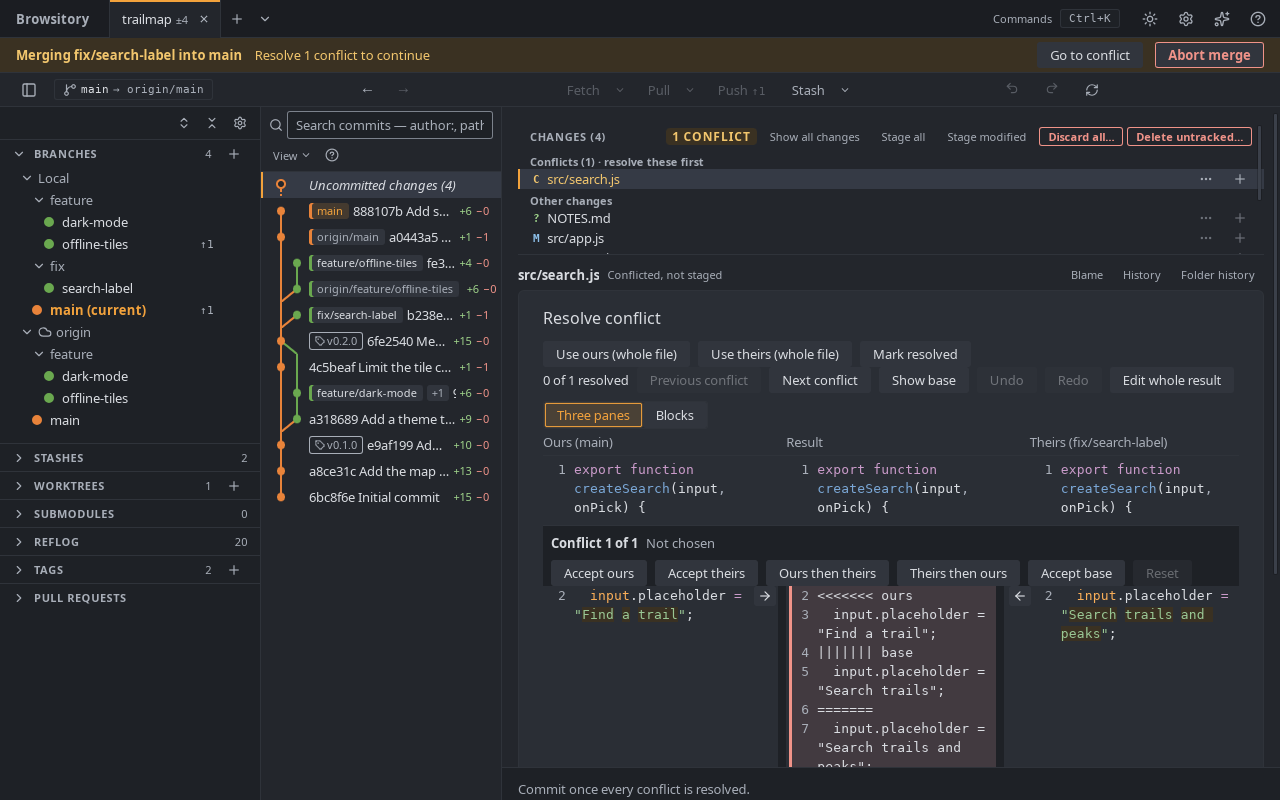 Browsitory
trailmap ±4 ×
Commands Ctrl+K
Merging fix/search-label into main Resolve 1 conflict to continue
Go to conflict Abort merge
main → origin/main
← →
Fetch Pull Push ↑1 Stash
BRANCHES 4
Local
feature
dark-mode
offline-tiles ↑1
fix
search-label
main (current) ↑1
origin
feature
dark-mode
offline-tiles
main
STASHES 2
WORKTREES 1
SUBMODULES 0
REFLOG 20
TAGS 2
PULL REQUESTS
Search commits — author:, path
View
Uncommitted changes (4)
main 888107b Add s... +6 −0
origin/main a0443a5 ... +1 −1
feature/offline-tiles fe3... +4 −0
origin/feature/offline-tiles +6 −0
fix/search-label b238e... +1 −1
v0.2.0 6fe2540 Me... +15 −0
4c5beaf Limit the tile c... +1 −1
feature/dark-mode +1 +6 −0
a318689 Add a theme t... +9 −0
v0.1.0 e9af199 Ad... +10 −0
a8ce31c Add the map ... +13 −0
6bc8f6e Initial commit +15 −0
CHANGES (4) 1 CONFLICT Show all changes Stage all Stage modified Discard all... Delete untracked...
Conflicts (1) · resolve these first
C src/search.js
Other changes
? NOTES.md
M src/app.js
src/search.js Conflicted, not staged
Blame History Folder history
Resolve conflict
Use ours (whole file) Use theirs (whole file) Mark resolved
0 of 1 resolved Previous conflict Next conflict Show base Undo Redo Edit whole result
Three panes Blocks
Ours (main) Result Theirs (fix/search-label)
1 export function 1 export function 1 export function
createSearch(input, createSearch(input, createSearch(input,
onPick) { onPick) { onPick) {
Conflict 1 of 1 Not chosen
Accept ours Accept theirs Ours then theirs Theirs then ours Accept base Reset
2 input.placeholder = → 2 <<<<<<< ours ← 2 input.placeholder =
"Find a trail"; 3 input.placeholder = "Search trails and
"Find a trail"; peaks";
4 ||||||| base
5 input.placeholder =
"Search trails";
6 =======
7 input.placeholder =
"Search trails and
peaks";
Commit once every conflict is resolved.